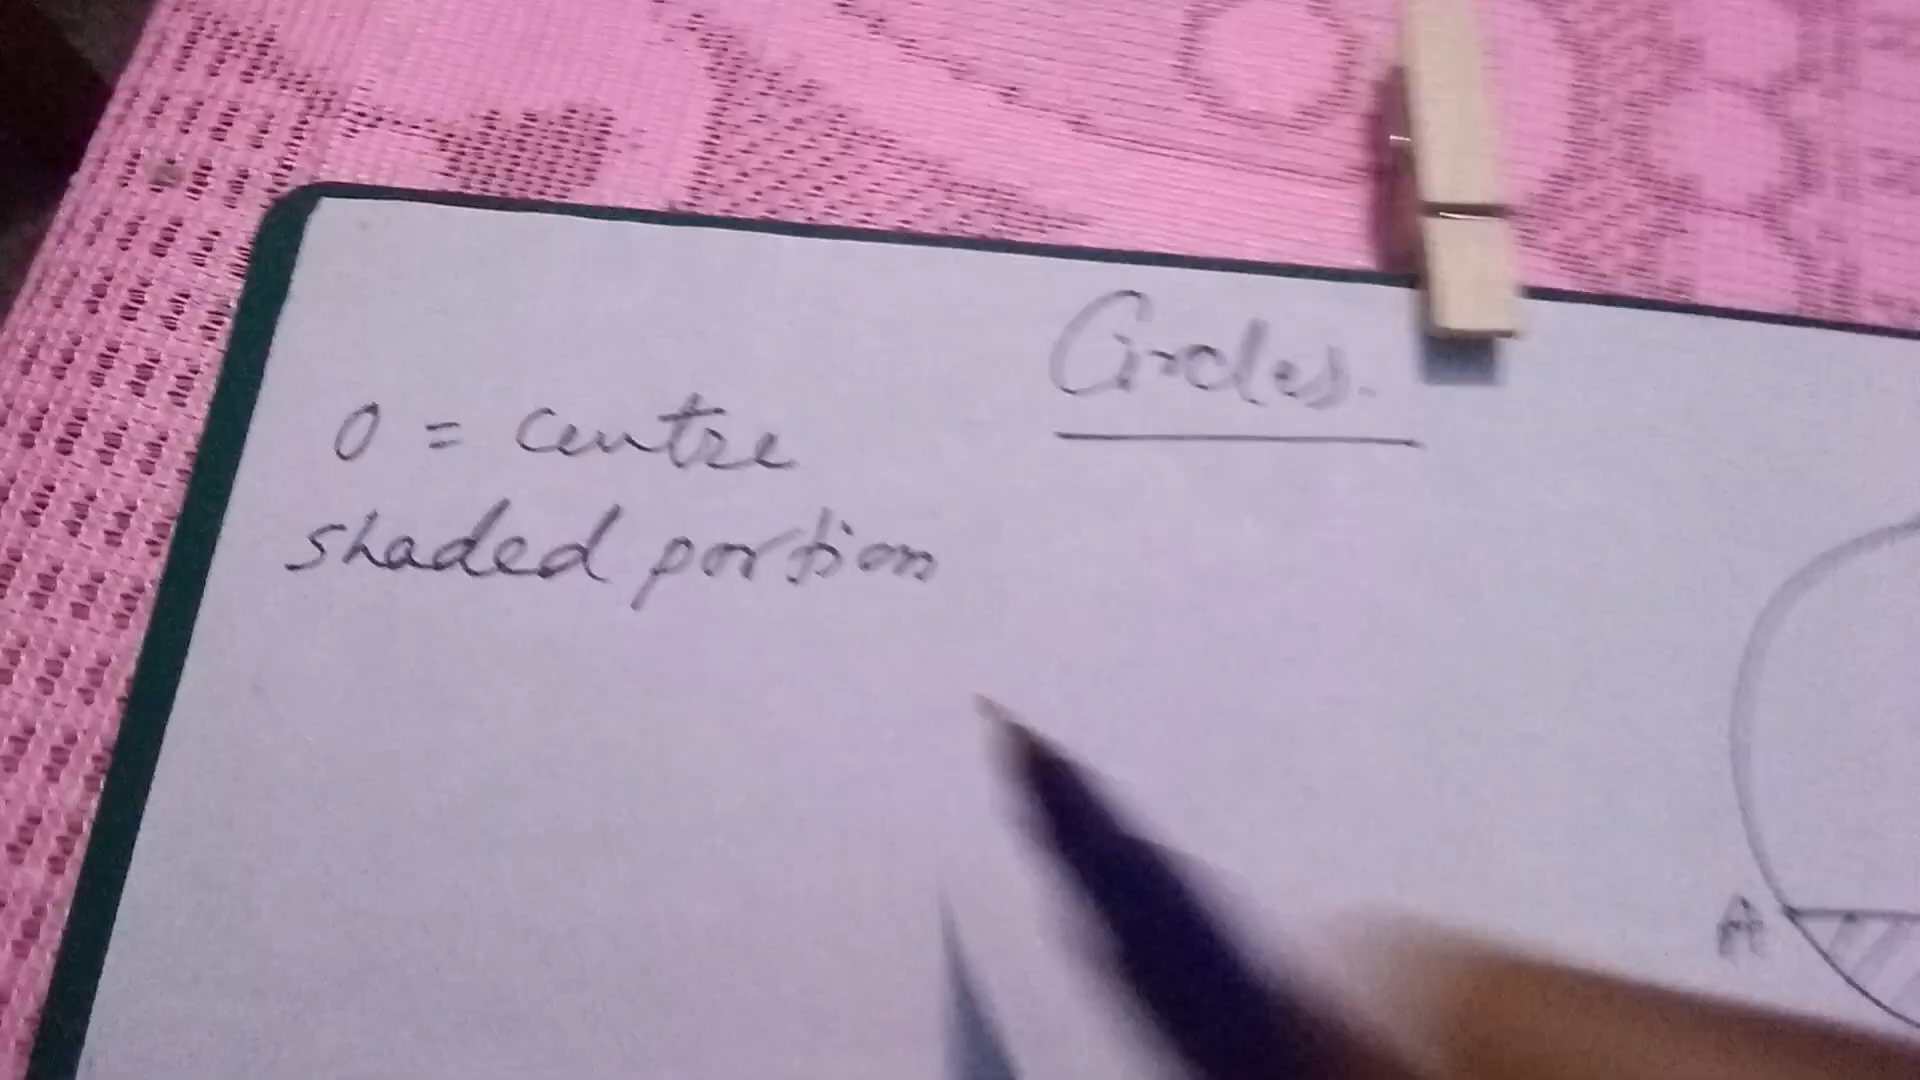 Circles.
O = centre
shaded portion
A